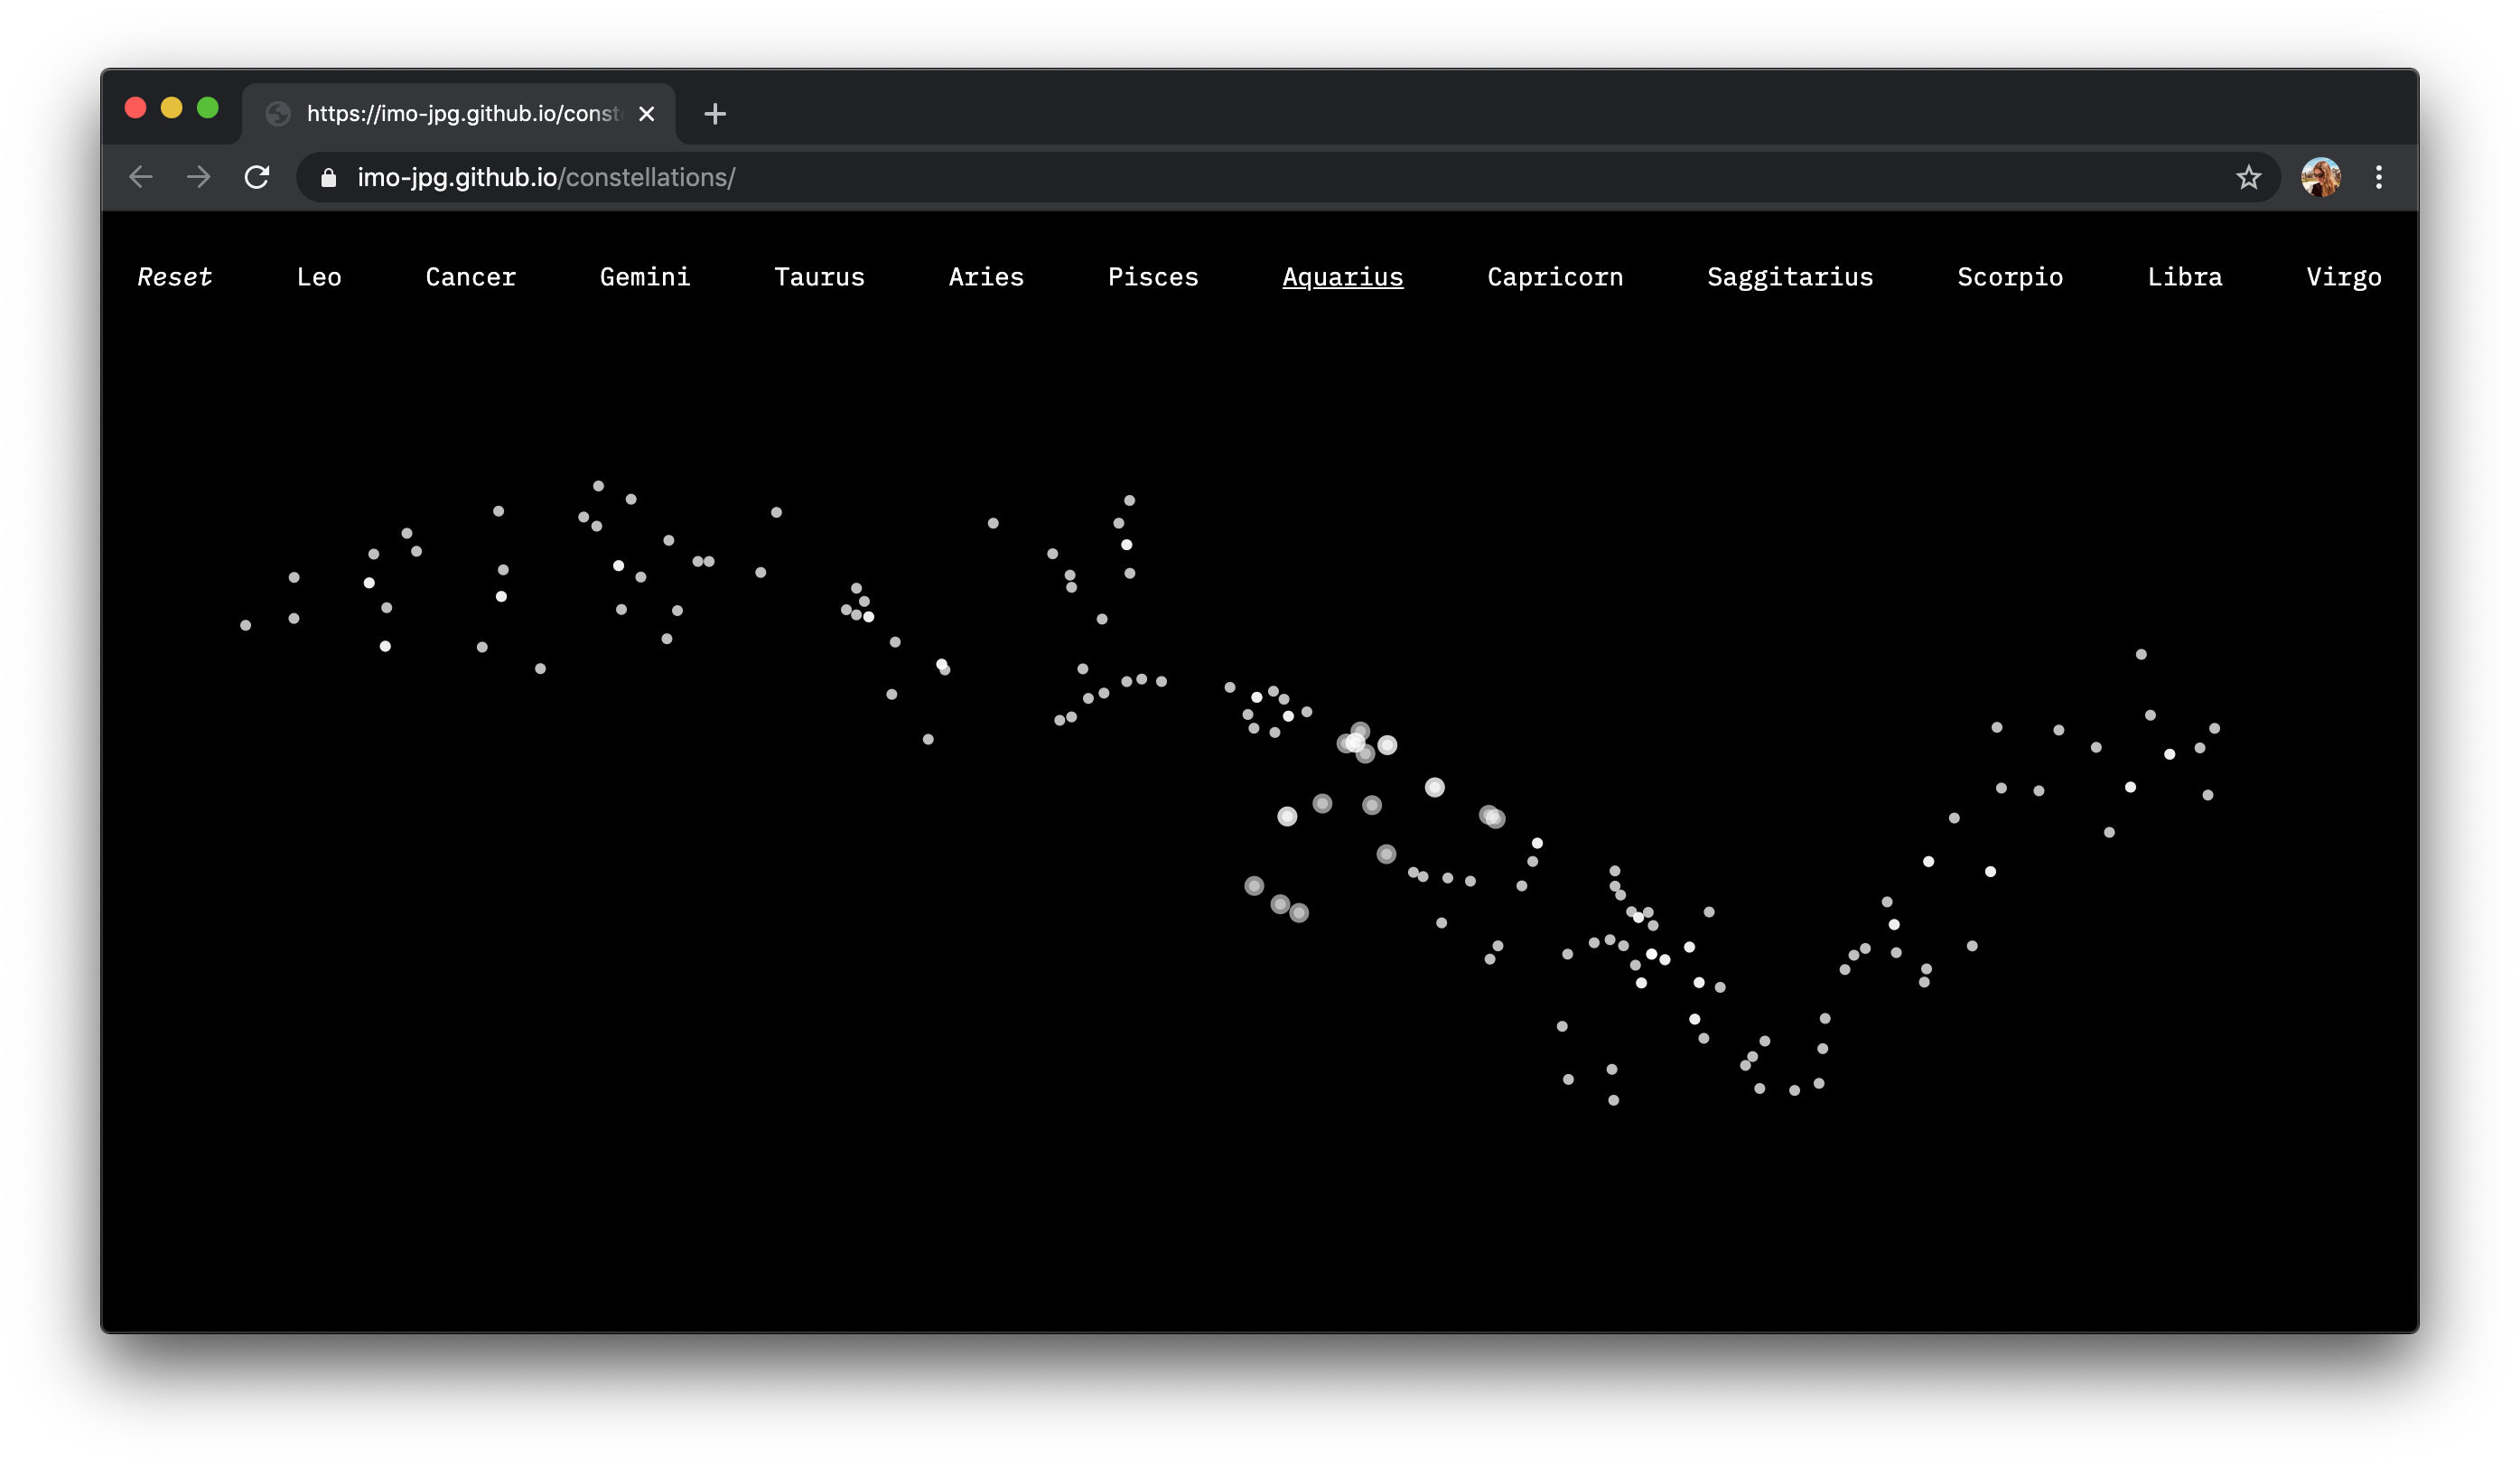 https://imo-jpg.github.io/const
imo-jpg.github.io/constellations/
Reset Leo Cancer Gemini Taurus Aries Pisces Aquarius Capricorn Saggitarius Scorpio Libra Virgo